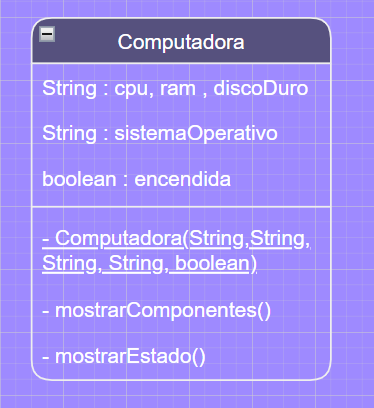 Computadora
String : cpu, ram , discoDuro
String : sistemaOperativo
boolean : encendida
- Computadora(String,String,
String, String, boolean)
- mostrarComponentes()
- mostrarEstado()